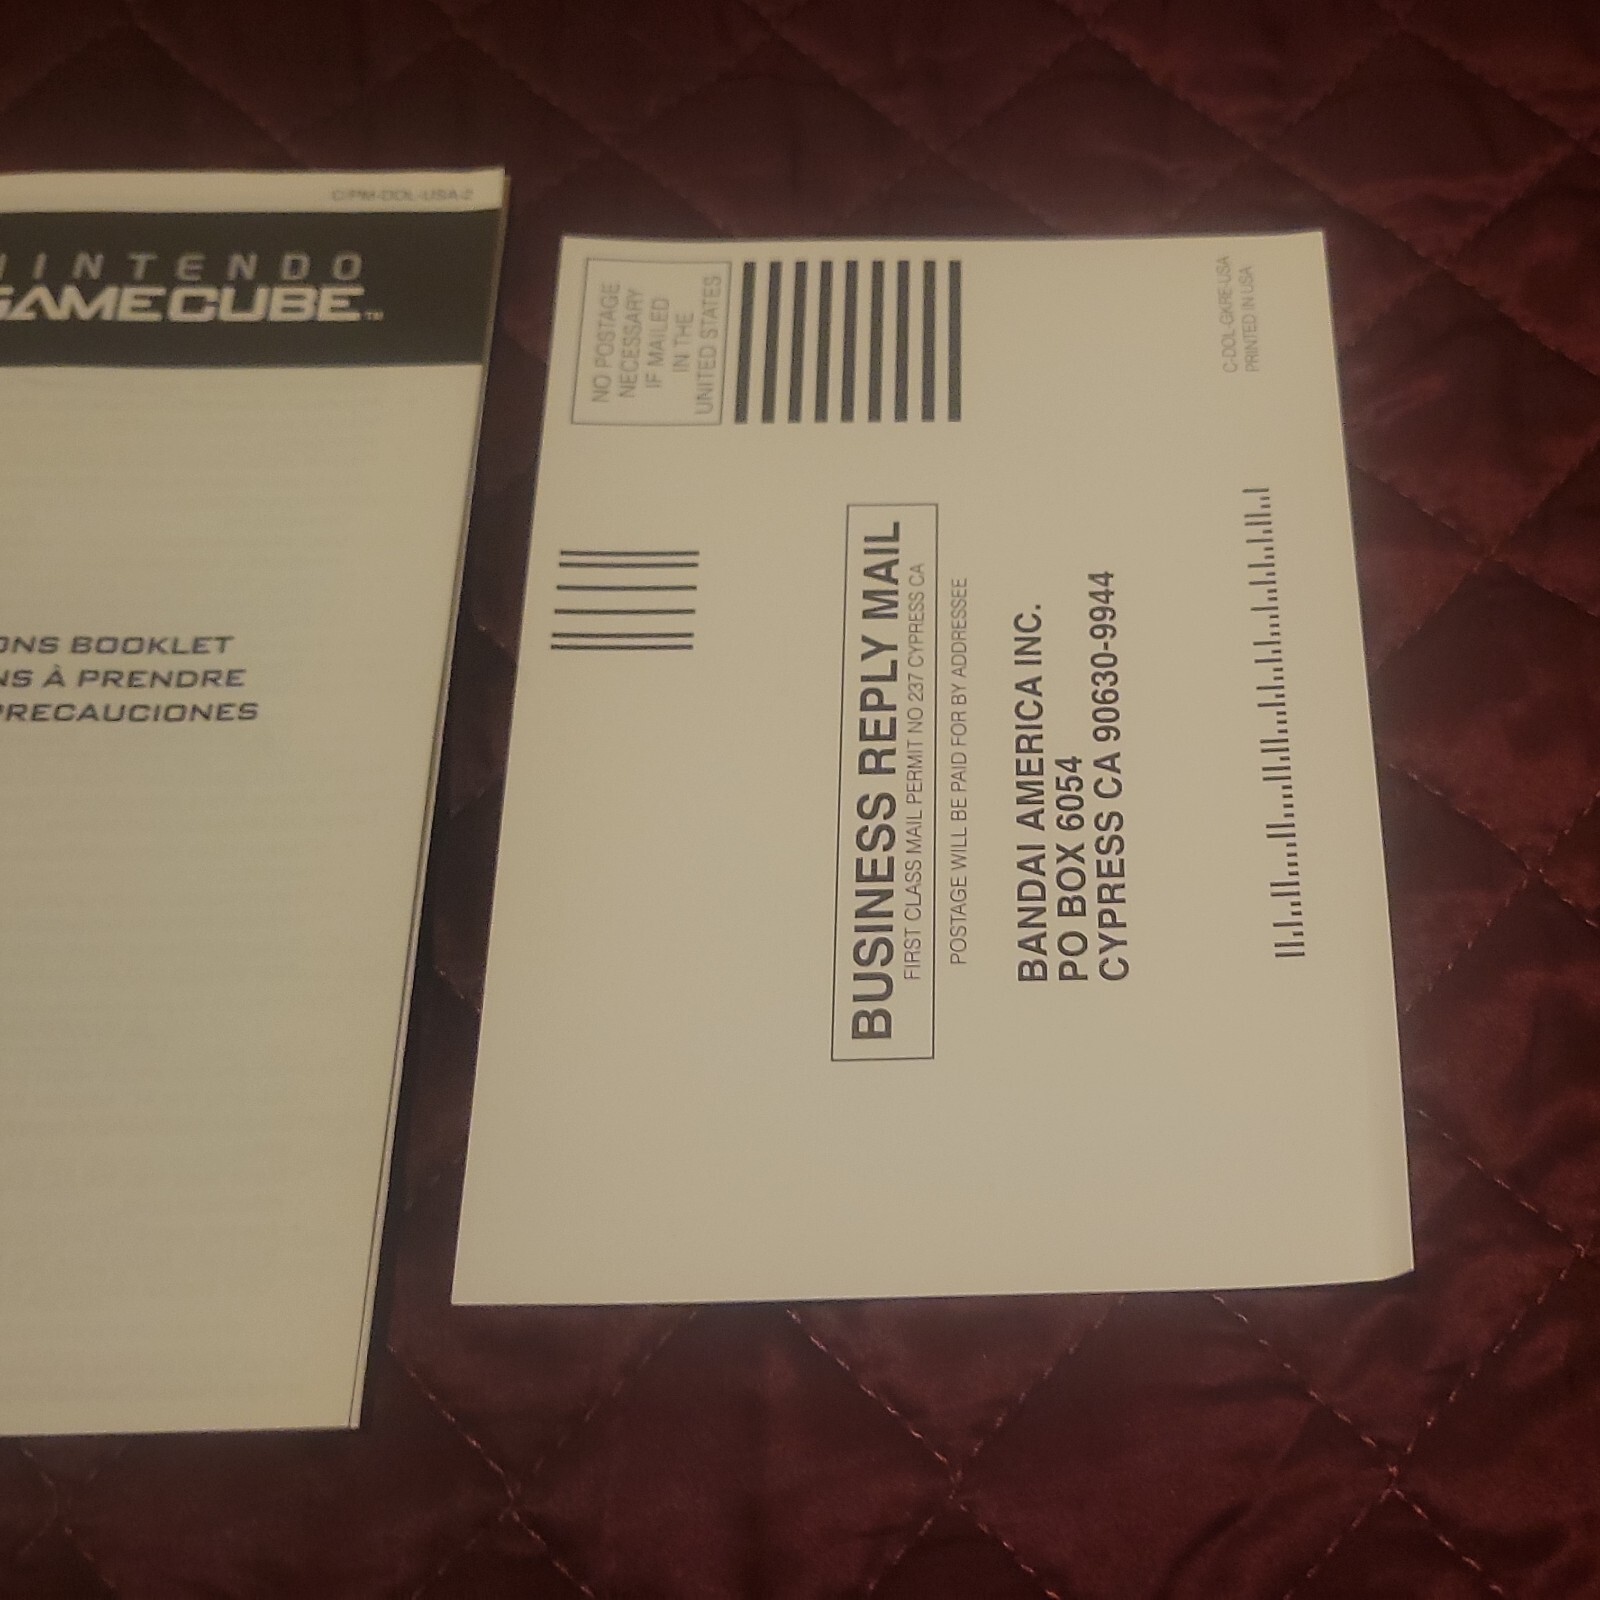 C/PM-DOL-USA-2
NINTENDO
GAMECUBE™
ONS BOOKLET
NS À PRENDRE
PRECAUCIONES
NO POSTAGE
NECESSARY
IF MAILED
IN THE
UNITED STATES
BUSINESS REPLY MAIL
FIRST CLASS MAIL PERMIT NO 237 CYPRESS CA
POSTAGE WILL BE PAID FOR BY ADDRESSEE
BANDAI AMERICA INC.
PO BOX 6054
CYPRESS CA 90630-9944
C-DOL-GKRE-USA
PRINTED IN USA